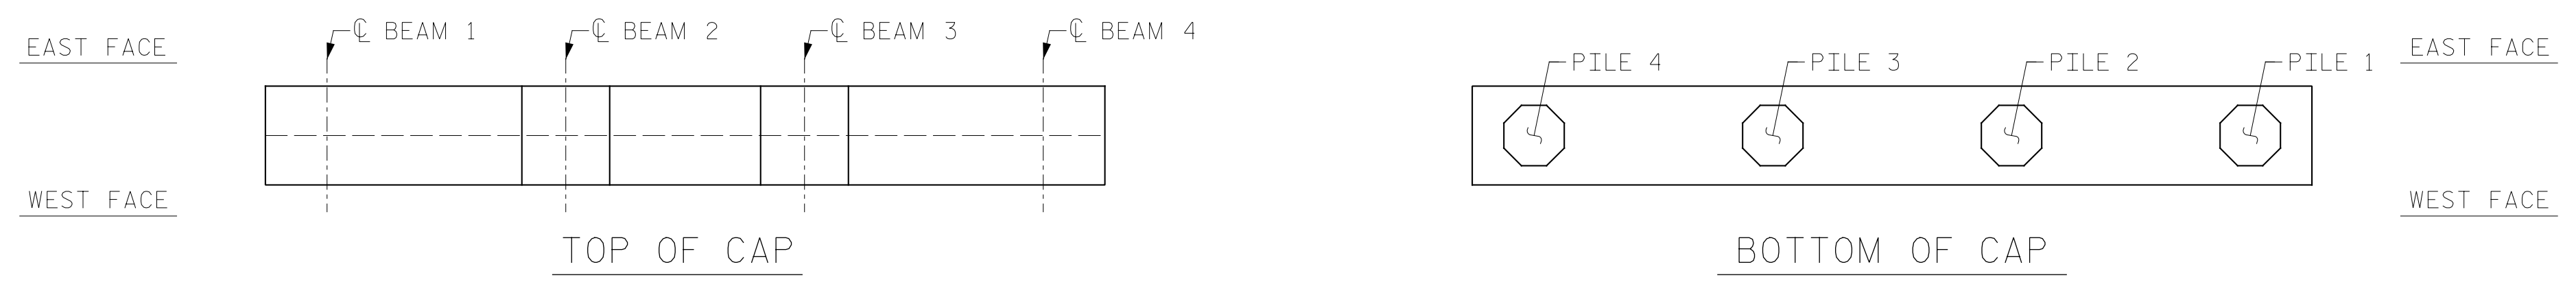 EAST FACE
℄ BEAM 1
℄ BEAM 2
℄ BEAM 3
℄ BEAM 4
WEST FACE
TOP OF CAP
PILE 4
PILE 3
PILE 2
PILE 1
EAST FACE
WEST FACE
BOTTOM OF CAP